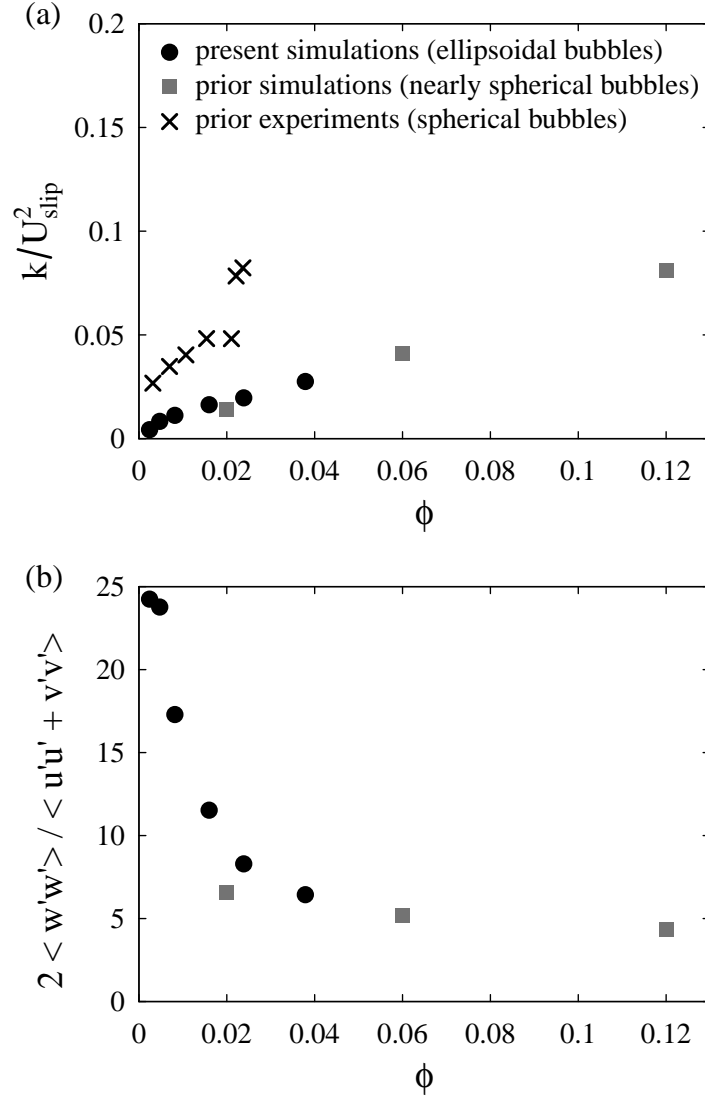 (a)
0.2
present simulations (ellipsoidal bubbles)
prior simulations (nearly spherical bubbles)
prior experiments (spherical bubbles)
0.15
0.1
0.05
0
k/U²slip
0 0.02 0.04 0.06 0.08 0.1 0.12
ϕ
(b)
25
20
15
10
5
0
2 < w'w'> / < u'u' + v'v'>
0 0.02 0.04 0.06 0.08 0.1 0.12
ϕ